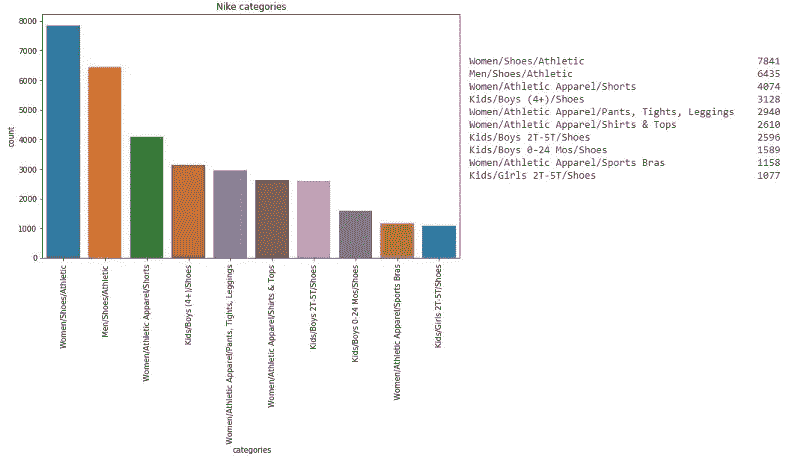 Nike categories
8000
7000
6000
5000
4000
3000
2000
1000
0
count
Women/Shoes/Athletic
Men/Shoes/Athletic
Women/Athletic Apparel/Shorts
Kids/Boys (4+)/Shoes
Women/Athletic Apparel/Pants, Tights, Leggings
Women/Athletic Apparel/Shirts & Tops
Kids/Boys 2T-5T/Shoes
Kids/Boys 0-24 Mos/Shoes
Women/Athletic Apparel/Sports Bras
Kids/Girls 2T-5T/Shoes
categories
Women/Shoes/Athletic 7841
Men/Shoes/Athletic 6435
Women/Athletic Apparel/Shorts 4074
Kids/Boys (4+)/Shoes 3128
Women/Athletic Apparel/Pants, Tights, Leggings 2940
Women/Athletic Apparel/Shirts & Tops 2610
Kids/Boys 2T-5T/Shoes 2596
Kids/Boys 0-24 Mos/Shoes 1589
Women/Athletic Apparel/Sports Bras 1158
Kids/Girls 2T-5T/Shoes 1077